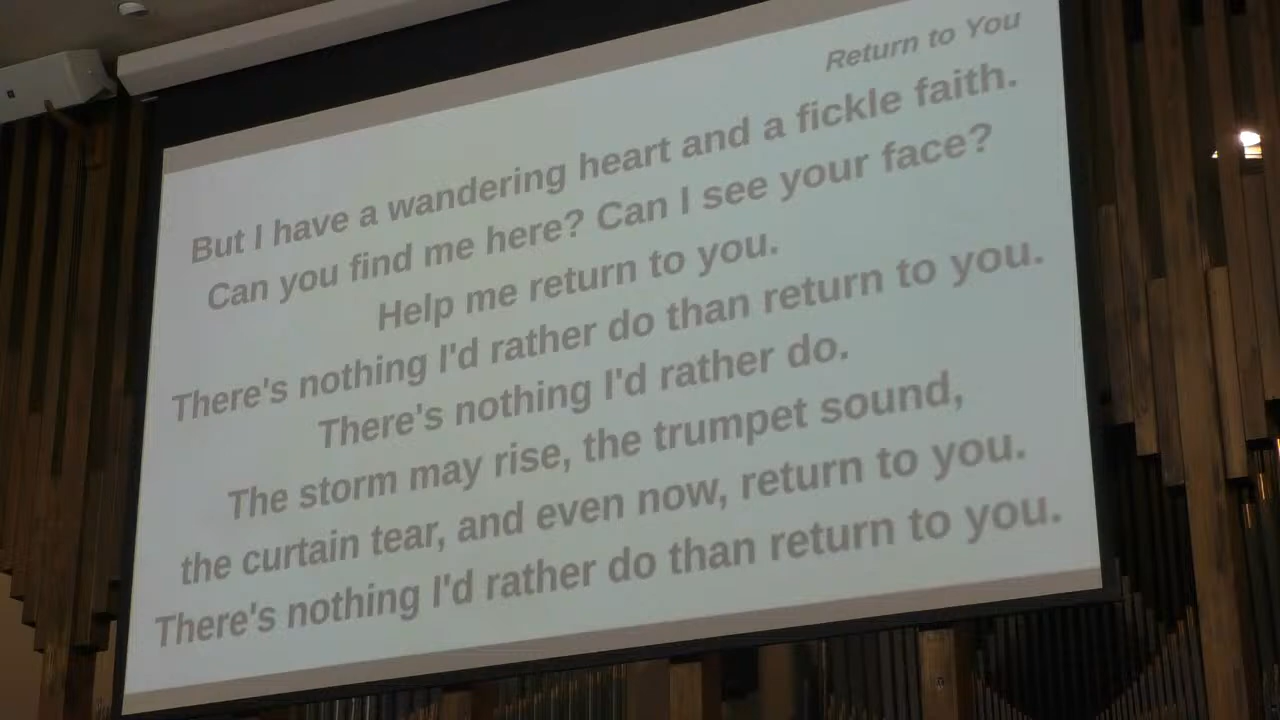 Return to You
But I have a wandering heart and a fickle faith.
Can you find me here? Can I see your face?
Help me return to you.
There's nothing I'd rather do than return to you.
There's nothing I'd rather do.
The storm may rise, the trumpet sound,
the curtain tear, and even now, return to you.
There's nothing I'd rather do than return to you.